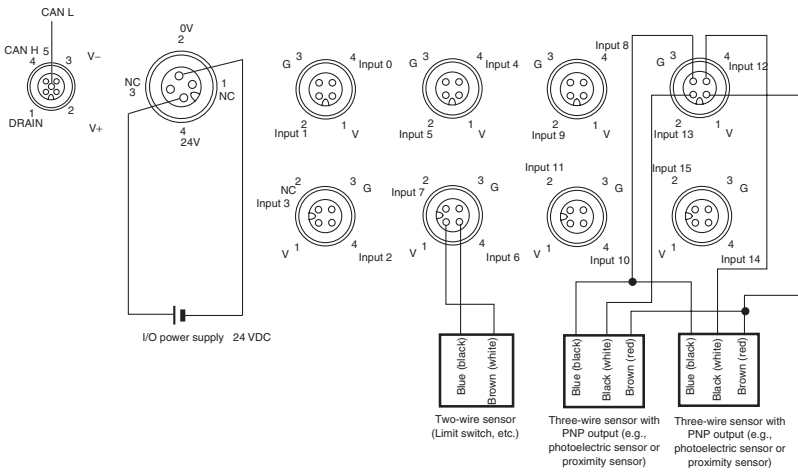 CAN L
CAN H 5
4 3 V–
1 2
DRAIN V+
0V
2
NC
3
1
NC
4
24V
I/O power supply 24 VDC
G 3 4 Input 0
2 1
Input 1 V
G 3 4 Input 4
2 1
Input 5 V
G 3 4 Input 8
2 1
Input 9 V
G 3 4 Input 12
2 1
Input 13 V
NC 2 3 G
Input 3
V 1 4 Input 2
Input 7 2 3 G
V 1 4 Input 6
Input 11
2 3 G
V 1 4 Input 10
Input 15
2 3 G
V 1 4 Input 14
Blue (black)
Brown (white)
Two-wire sensor
(Limit switch, etc.)
Blue (black)
Black (white)
Brown (red)
Three-wire sensor with
PNP output (e.g.,
photoelectric sensor or
proximity sensor)
Blue (black)
Black (white)
Brown (red)
Three-wire sensor with
PNP output (e.g.,
photoelectric sensor or
proximity sensor)